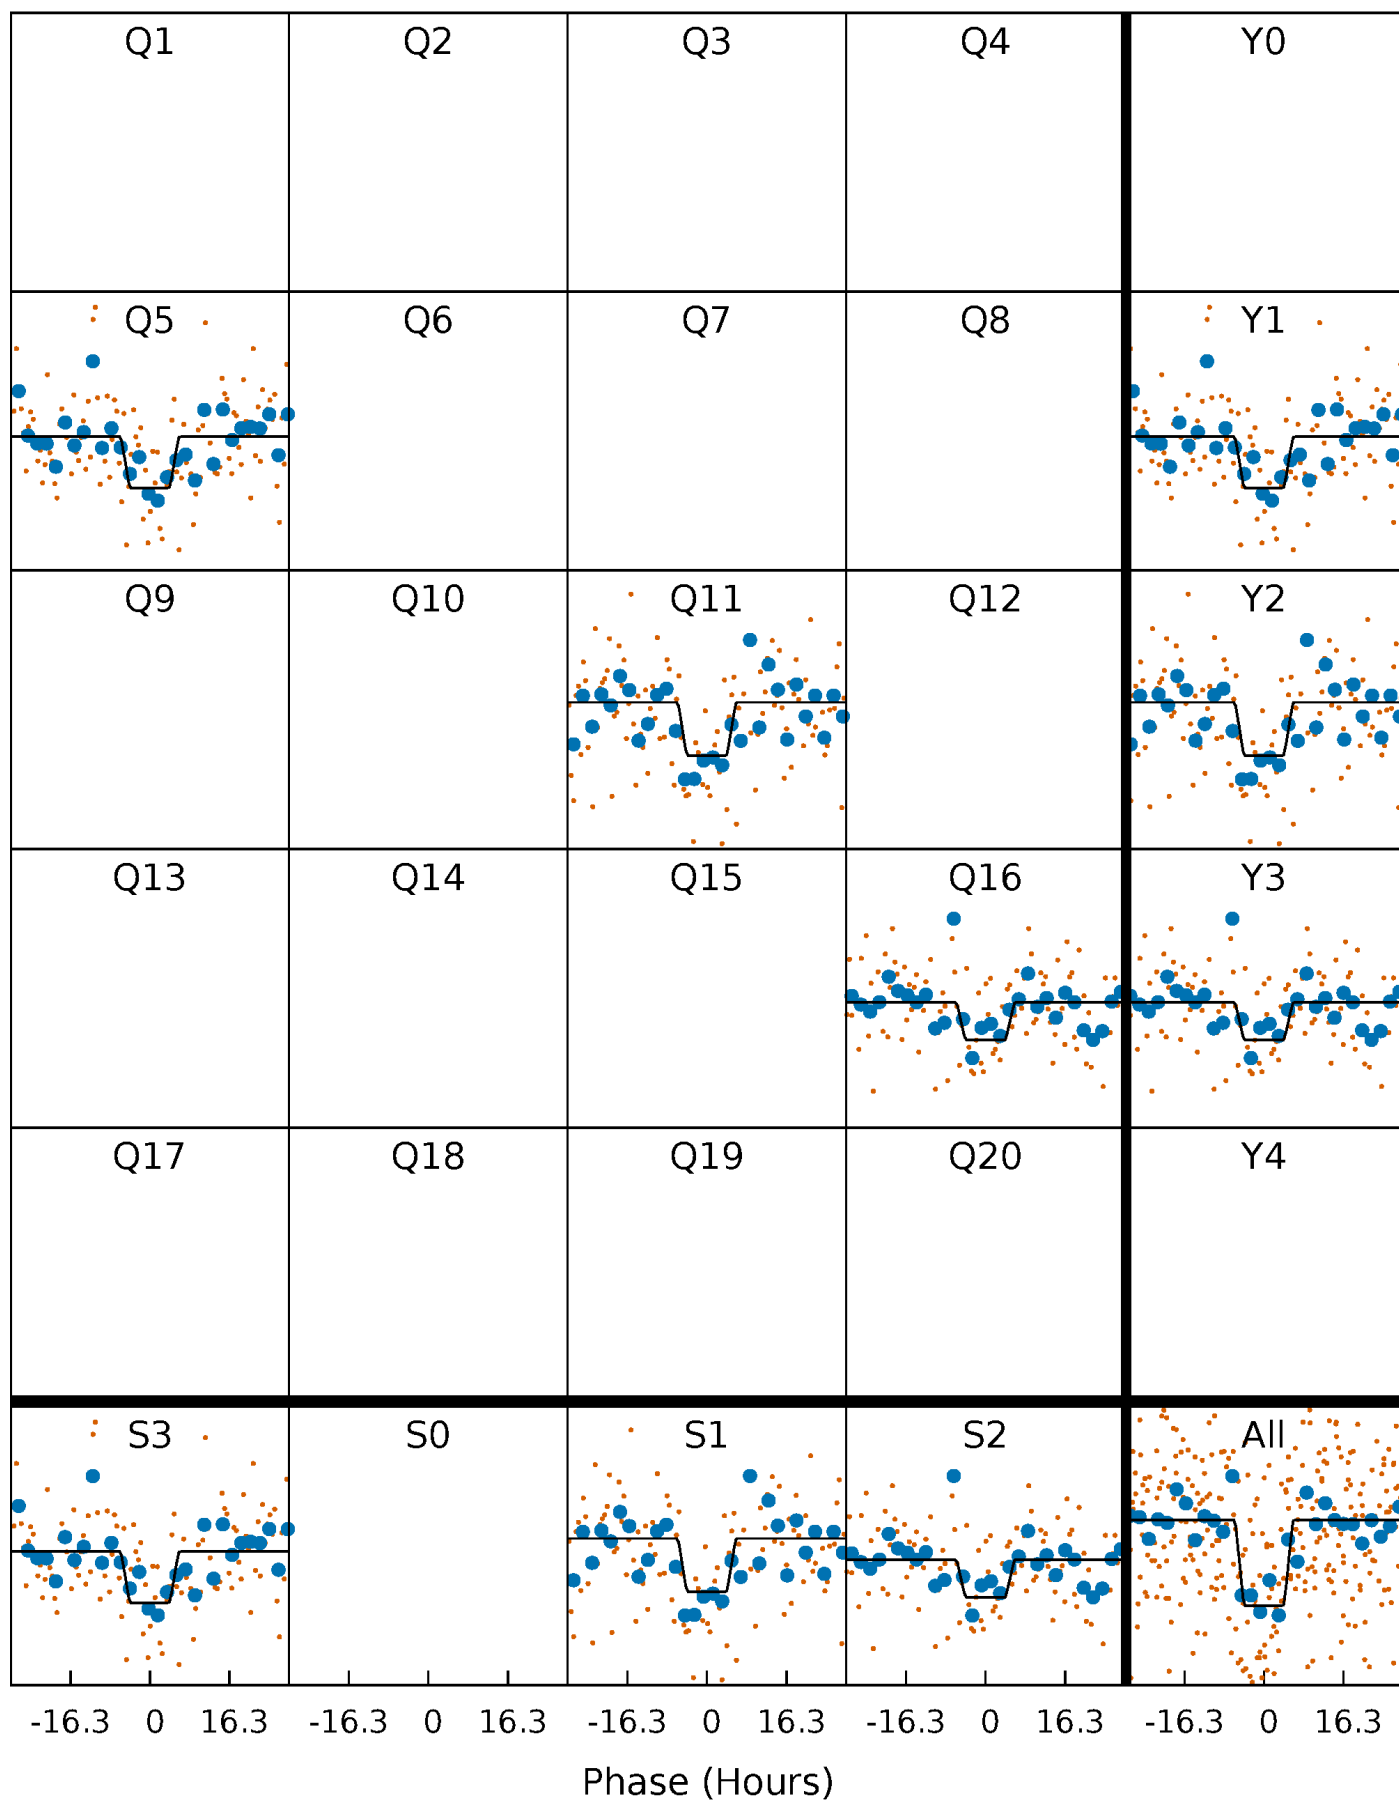 Q1 Q2 Q3 Q4 Y0
Q5 Q6 Q7 Q8 Y1
Q9 Q10 Q11 Q12 Y2
Q13 Q14 Q15 Q16 Y3
Q17 Q18 Q19 Q20 Y4
S3 S0 S1 S2 All
-16.3 0 16.3 -16.3 0 16.3 -16.3 0 16.3 -16.3 0 16.3 -16.3 0 16.3
Phase (Hours)